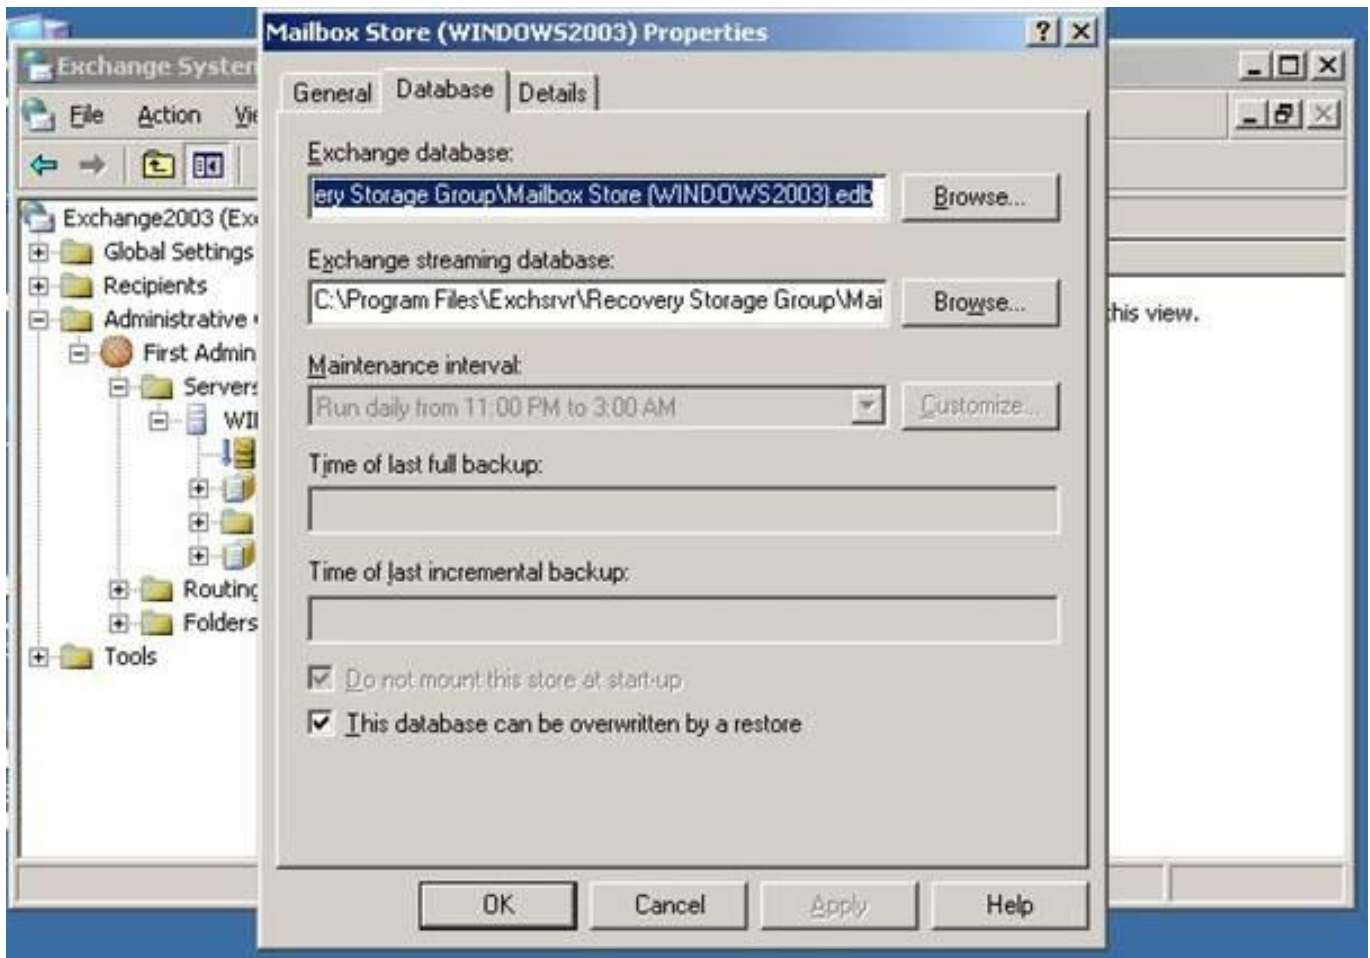 Mailbox Store (WINDOWS2003) Properties
Exchange System
File Action
General Database Details
Exchange database:
ery Storage Group\Mailbox Store (WINDOWS2003).edb
Browse...
Exchange streaming database:
C:\Program Files\Exchsrvr\Recovery Storage Group\Mai
Browse...
Maintenance interval:
Run daily from 11:00 PM to 3:00 AM
Customize...
Time of last full backup:
Time of last incremental backup:
Do not mount this store at start-up
This database can be overwritten by a restore
OK Cancel Apply Help
Exchange2003 (Exc
Global Settings
Recipients
Administrative
First Admin
Servers
WI
Routing
Folders
Tools
this view.